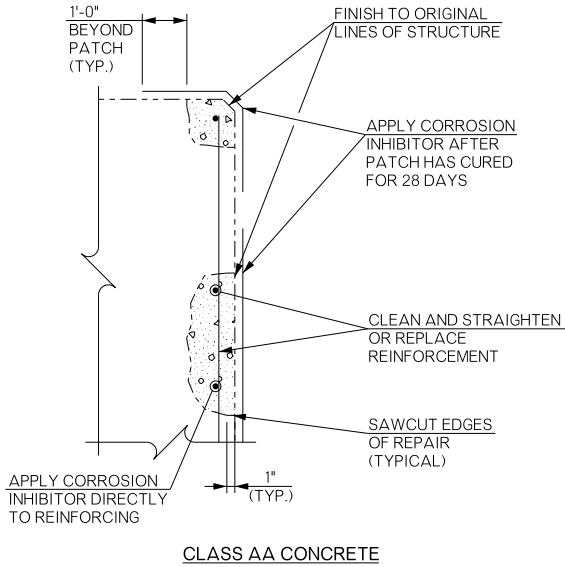 1'-0"
BEYOND
PATCH
(TYP.)
FINISH TO ORIGINAL
LINES OF STRUCTURE
APPLY CORROSION
INHIBITOR AFTER
PATCH HAS CURED
FOR 28 DAYS
CLEAN AND STRAIGHTEN
OR REPLACE
REINFORCEMENT
SAWCUT EDGES
OF REPAIR
(TYPICAL)
APPLY CORROSION
INHIBITOR DIRECTLY
TO REINFORCING
1"
(TYP.)
CLASS AA CONCRETE